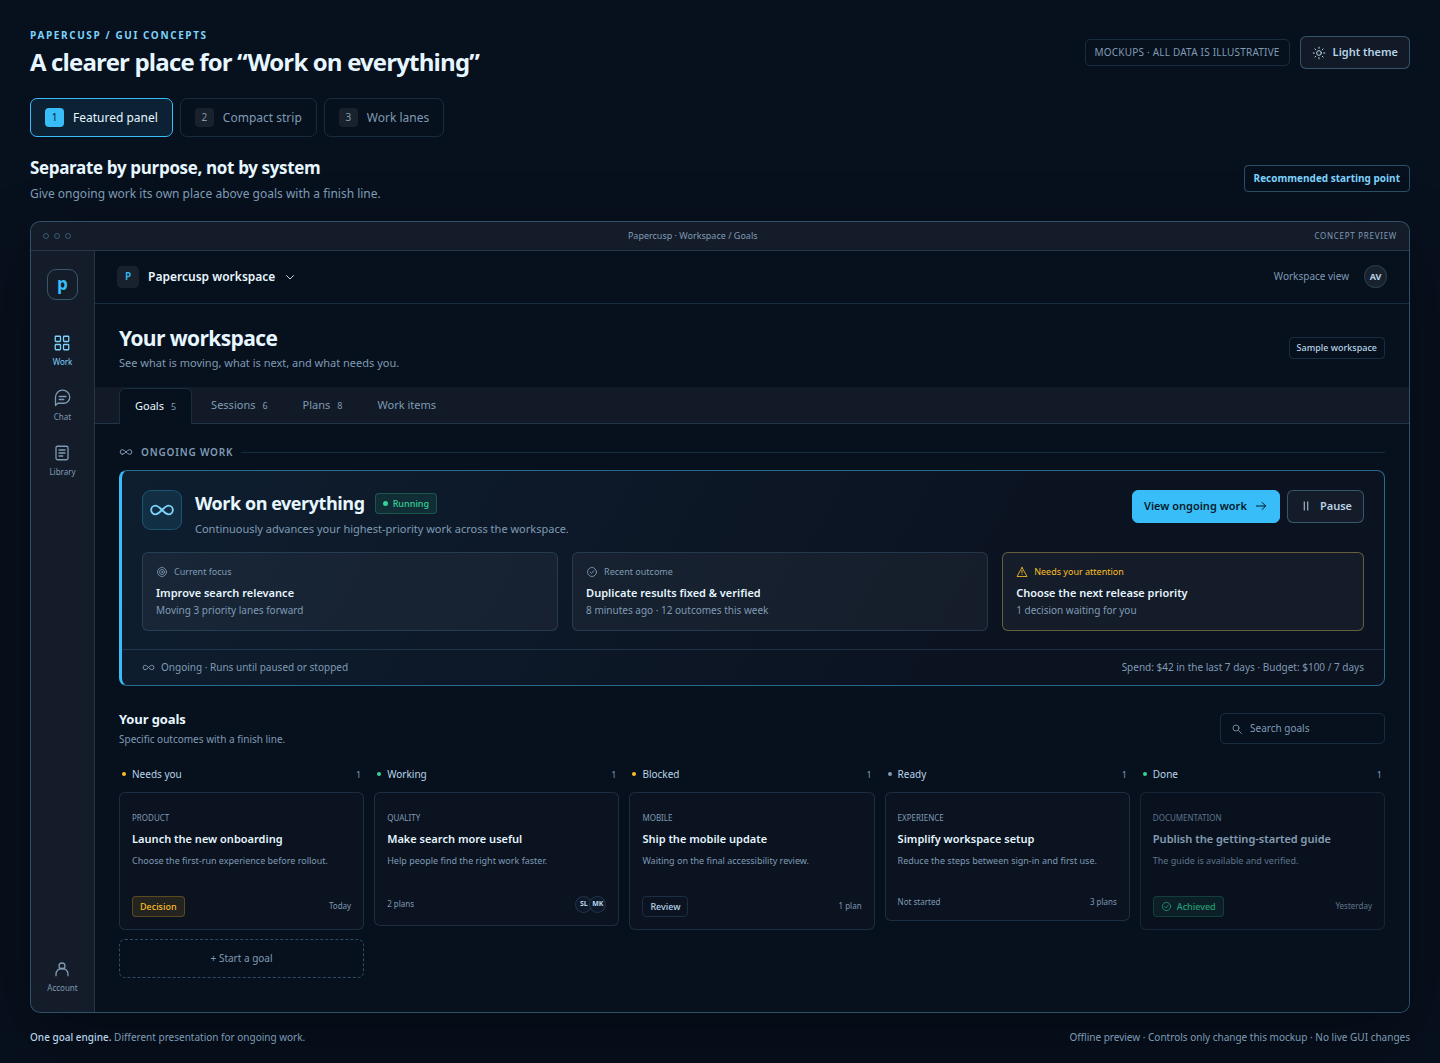 PAPERCUSP / GUI CONCEPTS
A clearer place for “Work on everything”
MOCKUPS · ALL DATA IS ILLUSTRATIVE
Light theme
1 Featured panel
2 Compact strip
3 Work lanes
Separate by purpose, not by system
Give ongoing work its own place above goals with a finish line.
Recommended starting point
Papercusp · Workspace / Goals
CONCEPT PREVIEW
p
Work
Chat
Library
Account
P Papercusp workspace
Workspace view
AV
Your workspace
See what is moving, what is next, and what needs you.
Sample workspace
Goals 5
Sessions 6
Plans 8
Work items
ONGOING WORK
Work on everything
Running
Continuously advances your highest-priority work across the workspace.
View ongoing work
Pause
Current focus
Improve search relevance
Moving 3 priority lanes forward
Recent outcome
Duplicate results fixed & verified
8 minutes ago · 12 outcomes this week
Needs your attention
Choose the next release priority
1 decision waiting for you
Ongoing · Runs until paused or stopped
Spend: $42 in the last 7 days · Budget: $100 / 7 days
Your goals
Specific outcomes with a finish line.
Search goals
Needs you 1
PRODUCT
Launch the new onboarding
Choose the first-run experience before rollout.
Decision
Today
+ Start a goal
Working 1
QUALITY
Make search more useful
Help people find the right work faster.
2 plans
SL MK
Blocked 1
MOBILE
Ship the mobile update
Waiting on the final accessibility review.
Review
1 plan
Ready 1
EXPERIENCE
Simplify workspace setup
Reduce the steps between sign-in and first use.
Not started
3 plans
Done 1
DOCUMENTATION
Publish the getting-started guide
The guide is available and verified.
Achieved
Yesterday
One goal engine. Different presentation for ongoing work.
Offline preview · Controls only change this mockup · No live GUI changes